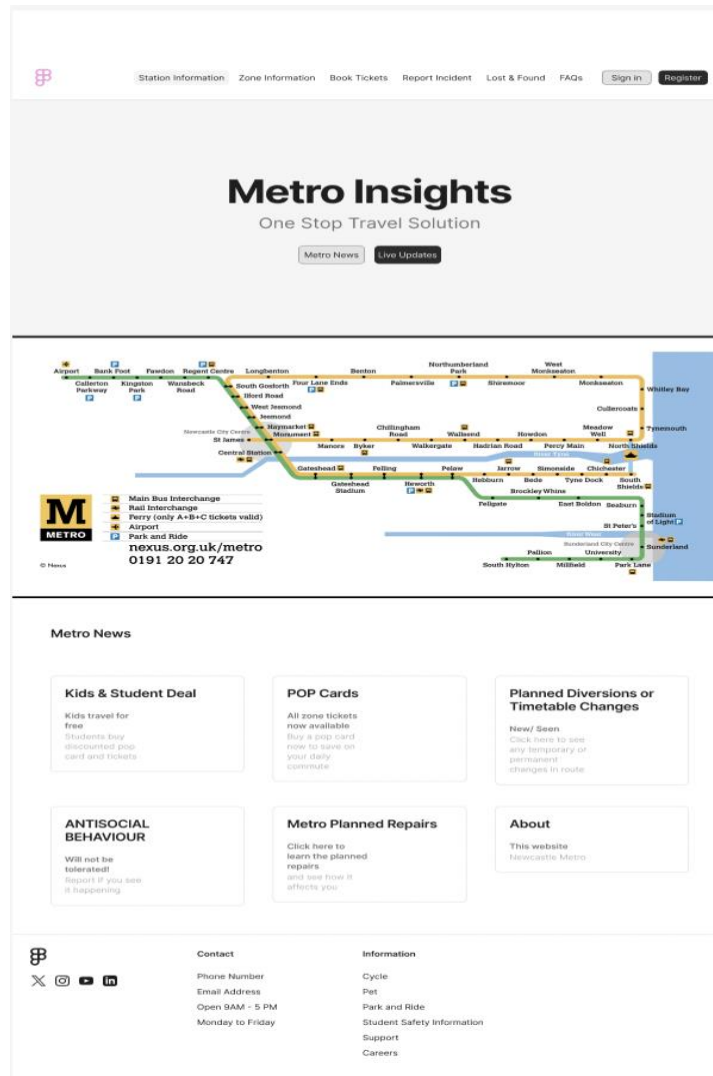 Station Information Zone Information Book Tickets Report Incident Lost & Found FAQs Sign in Register
Metro Insights
One Stop Travel Solution
Metro News Live Updates
Airport Bank Foot Fawdon Regent Centre Longbenton Benton Northumberland Park West Monkseaton
Callerton Parkway Kingston Park Wansbeck Road South Gosforth Four Lane Ends Palmersville Shiremoor Monkseaton
Whitley Bay
Ilford Road
West Jesmond
Cullercoats
Jesmond
Newcastle City Centre
Haymarket
Chillingham Road
Wallsend
Meadow Well
Tynemouth
St James
Monument
Manors Byker Walkergate Hadrian Road Howdon Percy Main North Shields
Central Station
River Tyne
Gateshead Felling Pelaw Jarrow Simonside Chichester
Gateshead Stadium Heworth Hebburn Bede Tyne Dock South Shields
Brockley Whins
Fellgate East Boldon Seaburn
Stadium of Light
St Peter's
River Wear
Sunderland City Centre
Sunderland
Pallion University
South Hylton Millfield Park Lane
M
METRO
Main Bus Interchange
Rail Interchange
Ferry (only A+B+C tickets valid)
Airport
P Park and Ride
nexus.org.uk/metro
0191 20 20 747
© Nexus
Metro News
Kids & Student Deal
Kids travel for
free
Students buy
discounted pop
card and tickets
POP Cards
All zone tickets
now available
Buy a pop card
now to save on
your daily
commute
Planned Diversions or
Timetable Changes
New/ Seen
Click here to see
any temporary or
permanent
changes in route
ANTISOCIAL
BEHAVIOUR
Will not be
tolerated!
Report if you see
it happening
Metro Planned Repairs
Click here to
learn the planned
repairs
and see how it
affects you
About
This website
Newcastle Metro
Contact
Phone Number
Email Address
Open 9AM - 5 PM
Monday to Friday
Information
Cycle
Pet
Park and Ride
Student Safety Information
Support
Careers